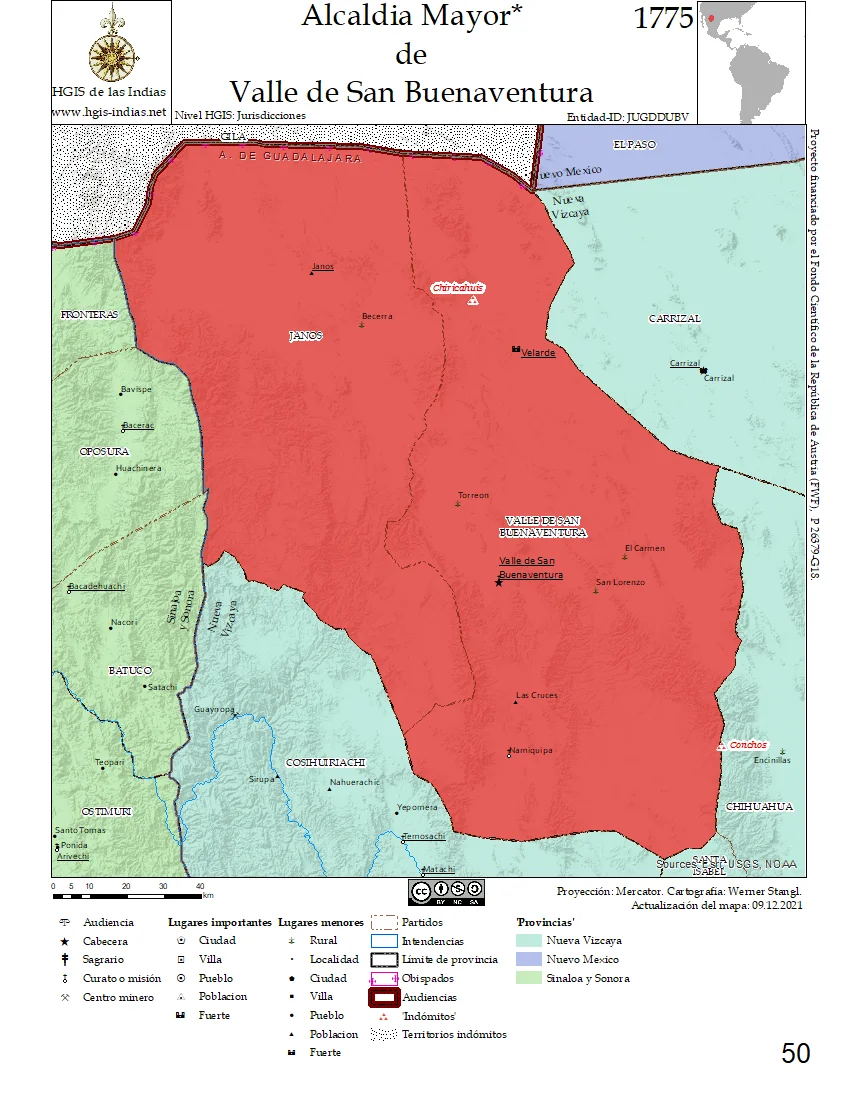 Alcaldia Mayor*
de
Valle de San Buenaventura
1775
HGIS de las Indias
www.hgis-indias.net
Nivel HGIS: Jurisdicciones
Entidad-ID: JUGDDUBV
GILA
A. DE GUADALAJARA
EL PASO
uevo Mexico
Nueva
Vizcaya
Janos
Chiricahuis
FRONTERAS
Becerra
JANOS
CARRIZAL
Velarde
Carrizal
Carrizal
Bavispe
Bacerac
OPOSURA
Huachinera
Torreon
VALLE DE SAN
BUENAVENTURA
El Carmen
Valle de San
Buenaventura
San Lorenzo
Bacadehuachi
Sinaloa
y Sonora
Nueva
Vizcaya
Nacori
BATUCO
Satachi
Las Cruces
Guaynopa
Namiquipa
Conchos
Encinillas
Teopari
COSIHUIRIACHI
Sirupa
Nahuerachic
OSTIMURI
Yepomera
CHIHUAHUA
Santo Tomas
Ponida
Arivechi
Temosachi
Matachi
SANTA
ISABEL
Sources: Esri, USGS, NOAA
Proyecto financiado por el Fondo Científico de la República de Austria (FWF), P 26379-G18.
0 5 10 20 30 40
km
CC BY NC SA
Proyección: Mercator. Cartografía: Werner Stangl.
Actualización del mapa: 09.12.2021
Audiencia
Cabecera
Sagrario
Curato o misión
Centro minero
Lugares importantes
Ciudad
Villa
Pueblo
Poblacion
Fuerte
Lugares menores
Rural
Localidad
Ciudad
Villa
Pueblo
Poblacion
Fuerte
Partidos
Intendencias
Límite de provincia
Obispados
Audiencias
'Indómitos'
Territorios indómitos
'Provincias'
Nueva Vizcaya
Nuevo Mexico
Sinaloa y Sonora
50